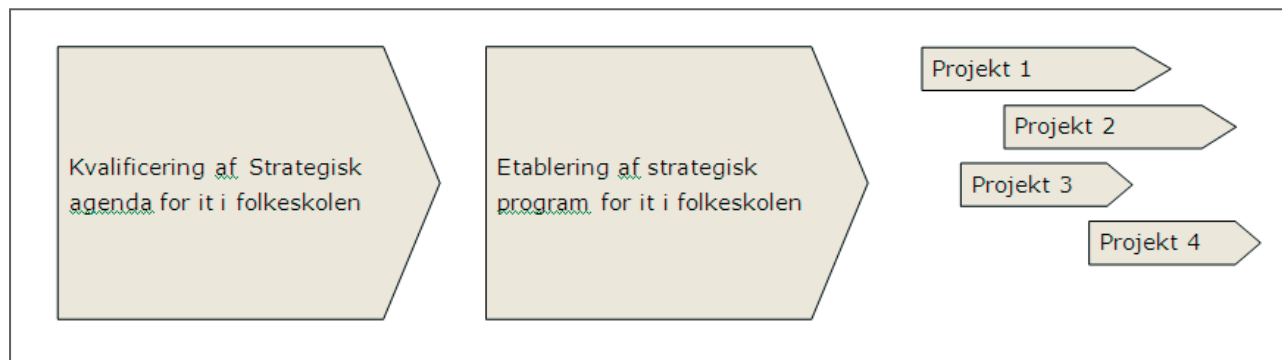 Kvalificering af Strategisk
agenda for it i folkeskolen
Etablering af strategisk
program for it i folkeskolen
Projekt 1
Projekt 2
Projekt 3
Projekt 4